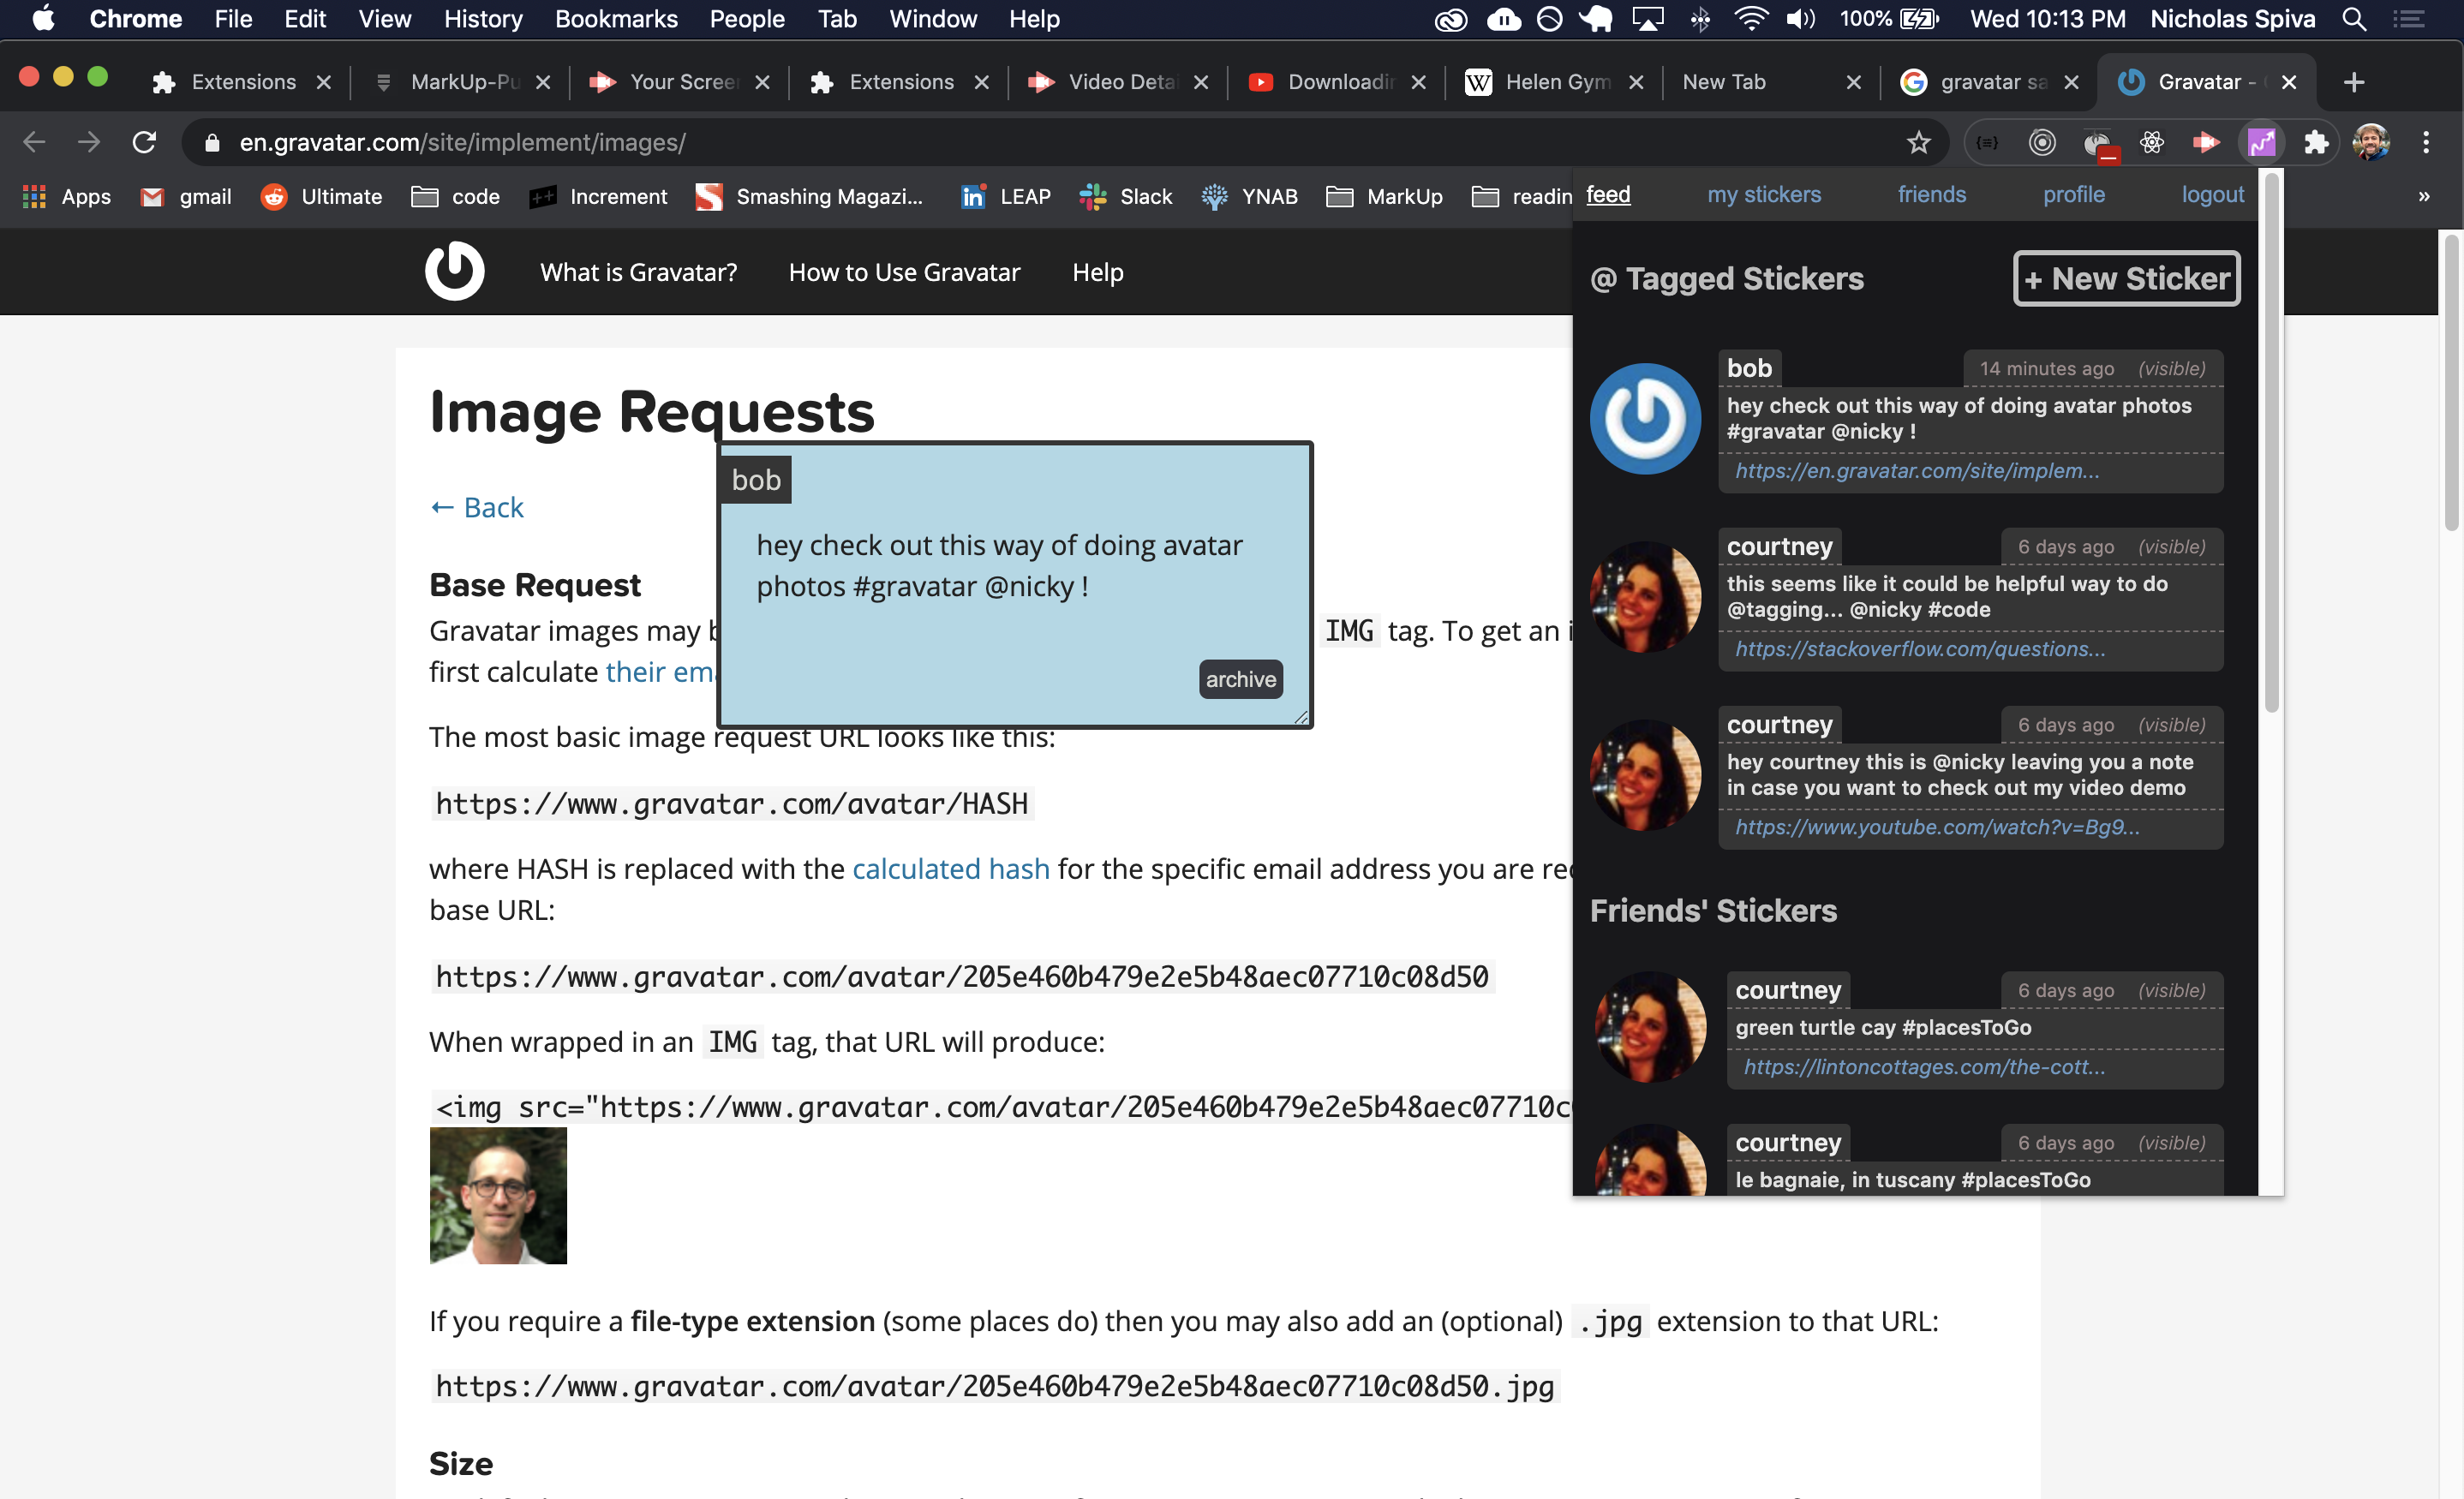 Chrome File Edit View History Bookmarks People Tab Window Help 100% Wed 10:13 PM Nicholas Spiva
Extensions MarkUp-Pu Your Scree Extensions Video Deta Downloadin Helen Gym New Tab gravatar sa Gravatar -
en.gravatar.com/site/implement/images/
Apps gmail Ultimate code Increment Smashing Magazi... LEAP Slack YNAB MarkUp readin »
What is Gravatar? How to Use Gravatar Help
Image Requests
← Back
Base Request
Gravatar images may b
IMG tag. To get an i
first calculate their ema
The most basic image request URL looks like this:
https://www.gravatar.com/avatar/HASH
where HASH is replaced with the calculated hash for the specific email address you are rec
base URL:
https://www.gravatar.com/avatar/205e460b479e2e5b48aec07710c08d50
When wrapped in an IMG tag, that URL will produce:
<img src="https://www.gravatar.com/avatar/205e460b479e2e5b48aec07710c
If you require a file-type extension (some places do) then you may also add an (optional) .jpg extension to that URL:
https://www.gravatar.com/avatar/205e460b479e2e5b48aec07710c08d50.jpg
Size
bob
hey check out this way of doing avatar
photos #gravatar @nicky !
archive
feed my stickers friends profile logout
@ Tagged Stickers + New Sticker
bob 14 minutes ago (visible)
hey check out this way of doing avatar photos
#gravatar @nicky !
https://en.gravatar.com/site/implem...
courtney 6 days ago (visible)
this seems like it could be helpful way to do
@tagging... @nicky #code
https://stackoverflow.com/questions...
courtney 6 days ago (visible)
hey courtney this is @nicky leaving you a note
in case you want to check out my video demo
https://www.youtube.com/watch?v=Bg9...
Friends' Stickers
courtney 6 days ago (visible)
green turtle cay #placesToGo
https://lintoncottages.com/the-cott...
courtney 6 days ago (visible)
le bagnaie, in tuscany #placesToGo